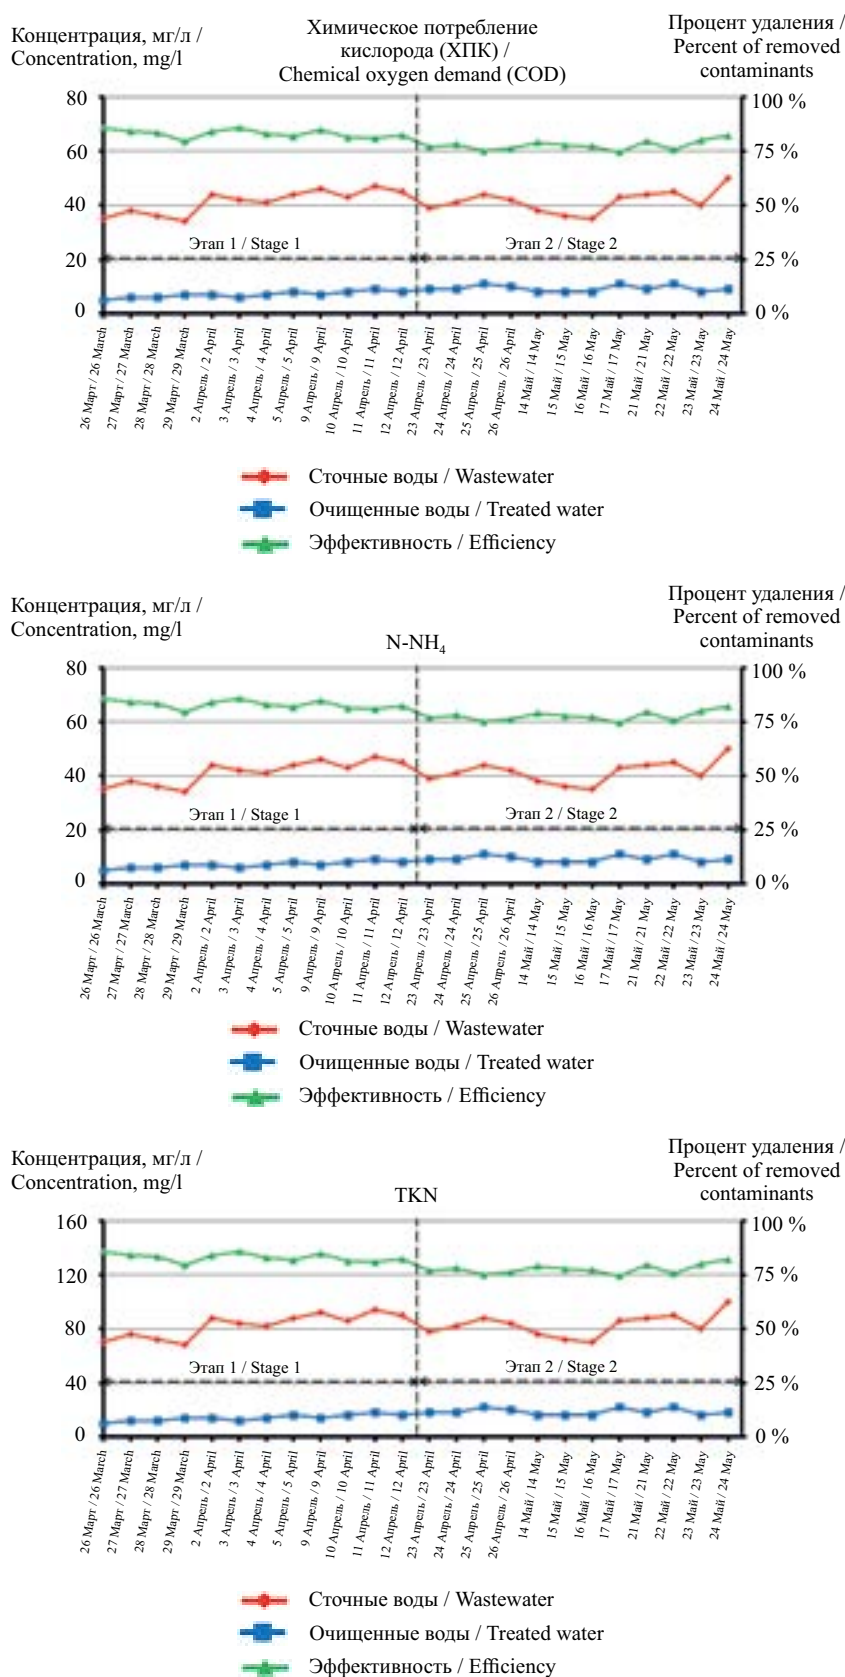 Концентрация, мг/л /
Concentration, mg/l
Химическое потребление
кислорода (ХПК) /
Chemical oxygen demand (COD)
Процент удаления /
Percent of removed
contaminants
80
60
40
20
0
100 %
75 %
50 %
25 %
0 %
Этап 1 / Stage 1
Этап 2 / Stage 2
26 Март / 26 March
27 Март / 27 March
28 Март / 28 March
29 Март / 29 March
2 Апрель / 2 April
3 Апрель / 3 April
4 Апрель / 4 April
5 Апрель / 5 April
9 Апрель / 9 April
10 Апрель / 10 April
11 Апрель / 11 April
12 Апрель / 12 April
23 Апрель / 23 April
24 Апрель / 24 April
25 Апрель / 25 April
26 Апрель / 26 April
14 Май / 14 May
15 Май / 15 May
16 Май / 16 May
17 Май / 17 May
21 Май / 21 May
22 Май / 22 May
23 Май / 23 May
24 Май / 24 May
Сточные воды / Wastewater
Очищенные воды / Treated water
Эффективность / Efficiency
Концентрация, мг/л /
Concentration, mg/l
N-NH₄
Процент удаления /
Percent of removed
contaminants
80
60
40
20
0
100 %
75 %
50 %
25 %
0 %
Этап 1 / Stage 1
Этап 2 / Stage 2
26 Март / 26 March
27 Март / 27 March
28 Март / 28 March
29 Март / 29 March
2 Апрель / 2 April
3 Апрель / 3 April
4 Апрель / 4 April
5 Апрель / 5 April
9 Апрель / 9 April
10 Апрель / 10 April
11 Апрель / 11 April
12 Апрель / 12 April
23 Апрель / 23 April
24 Апрель / 24 April
25 Апрель / 25 April
26 Апрель / 26 April
14 Май / 14 May
15 Май / 15 May
16 Май / 16 May
17 Май / 17 May
21 Май / 21 May
22 Май / 22 May
23 Май / 23 May
24 Май / 24 May
Сточные воды / Wastewater
Очищенные воды / Treated water
Эффективность / Efficiency
Концентрация, мг/л /
Concentration, mg/l
TKN
Процент удаления /
Percent of removed
contaminants
160
120
80
40
0
100 %
75 %
50 %
25 %
0 %
Этап 1 / Stage 1
Этап 2 / Stage 2
26 Март / 26 March
27 Март / 27 March
28 Март / 28 March
29 Март / 29 March
2 Апрель / 2 April
3 Апрель / 3 April
4 Апрель / 4 April
5 Апрель / 5 April
9 Апрель / 9 April
10 Апрель / 10 April
11 Апрель / 11 April
12 Апрель / 12 April
23 Апрель / 23 April
24 Апрель / 24 April
25 Апрель / 25 April
26 Апрель / 26 April
14 Май / 14 May
15 Май / 15 May
16 Май / 16 May
17 Май / 17 May
21 Май / 21 May
22 Май / 22 May
23 Май / 23 May
24 Май / 24 May
Сточные воды / Wastewater
Очищенные воды / Treated water
Эффективность / Efficiency